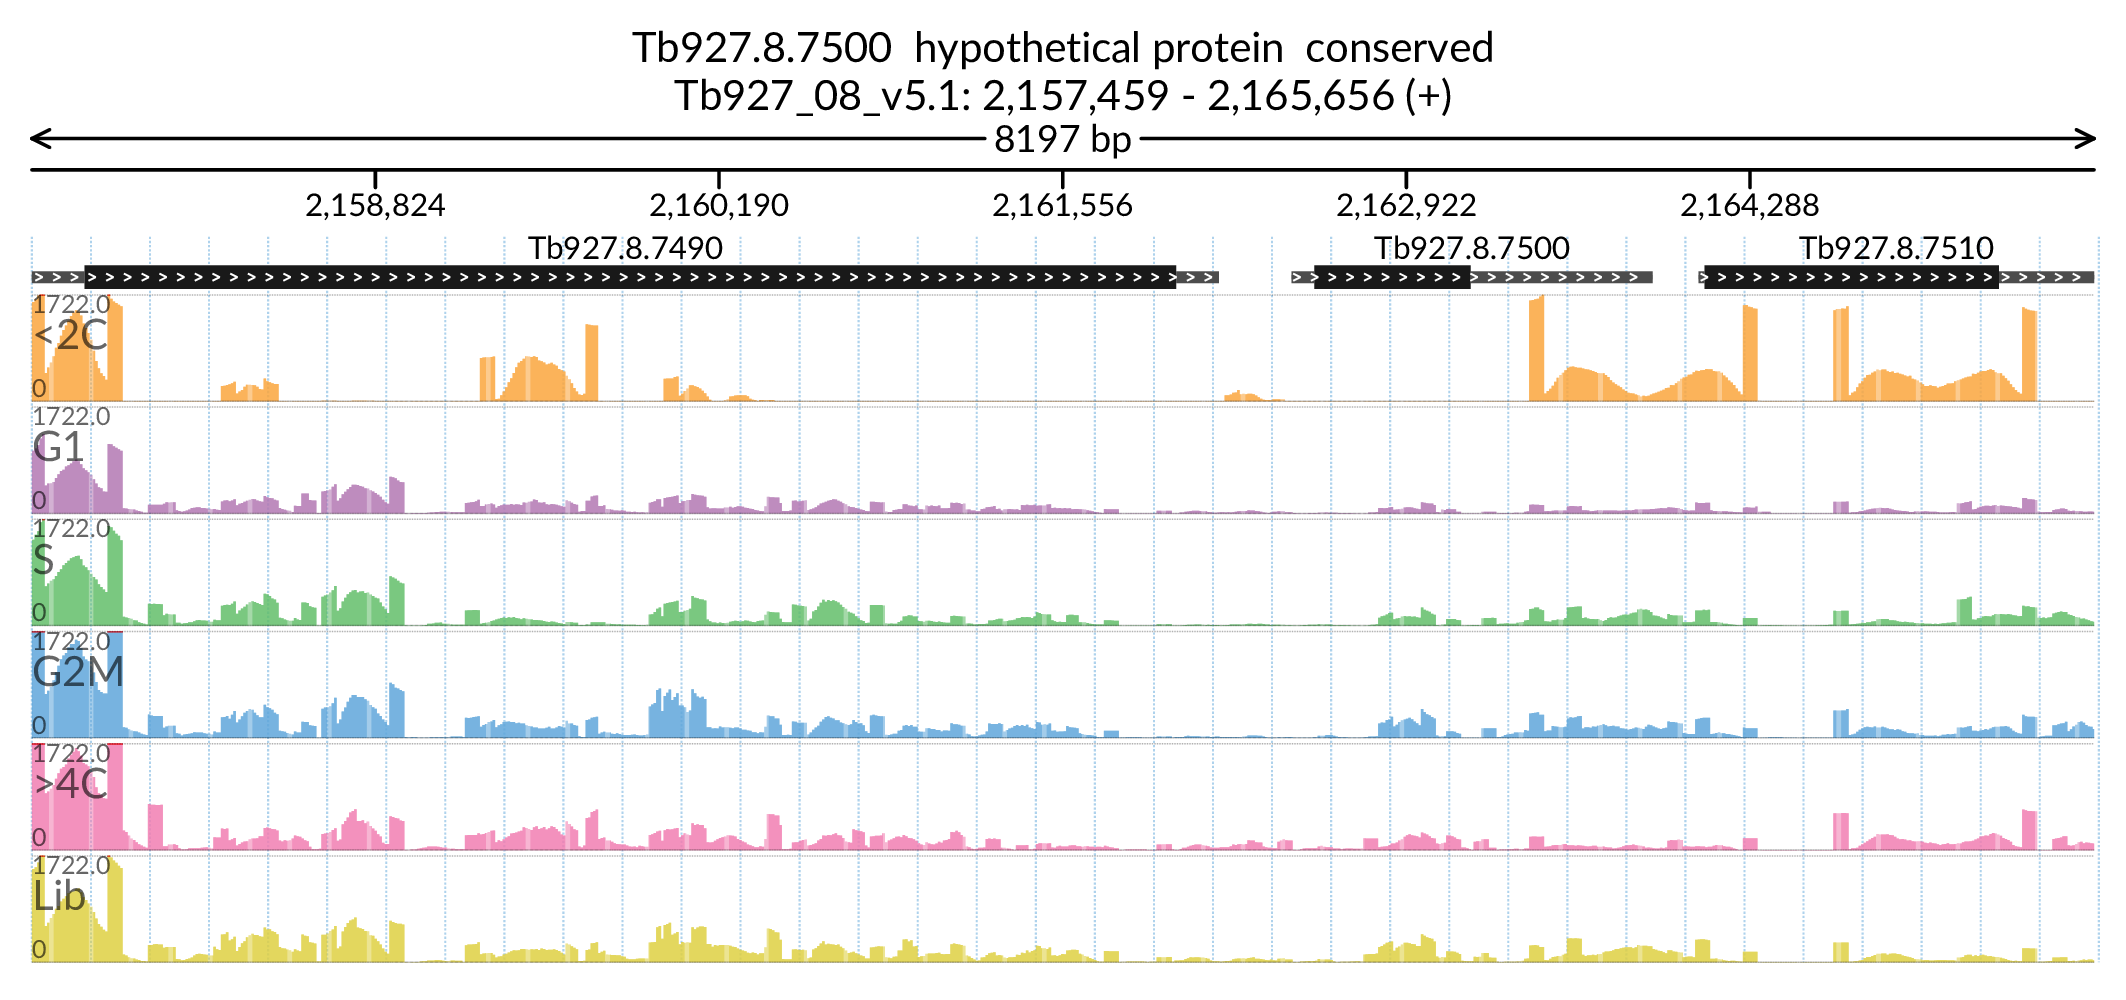 Tb927.8.7500 hypothetical protein conserved
Tb927_08_v5.1: 2,157,459 - 2,165,656 (+)
8197 bp
2,158,824 2,160,190 2,161,556 2,162,922 2,164,288
Tb927.8.7490 Tb927.8.7500 Tb927.8.7510
1722.0
<2C
0
1722.0
G1
0
1722.0
S
0
1722.0
G2M
0
1722.0
>4C
0
1722.0
Lib
0